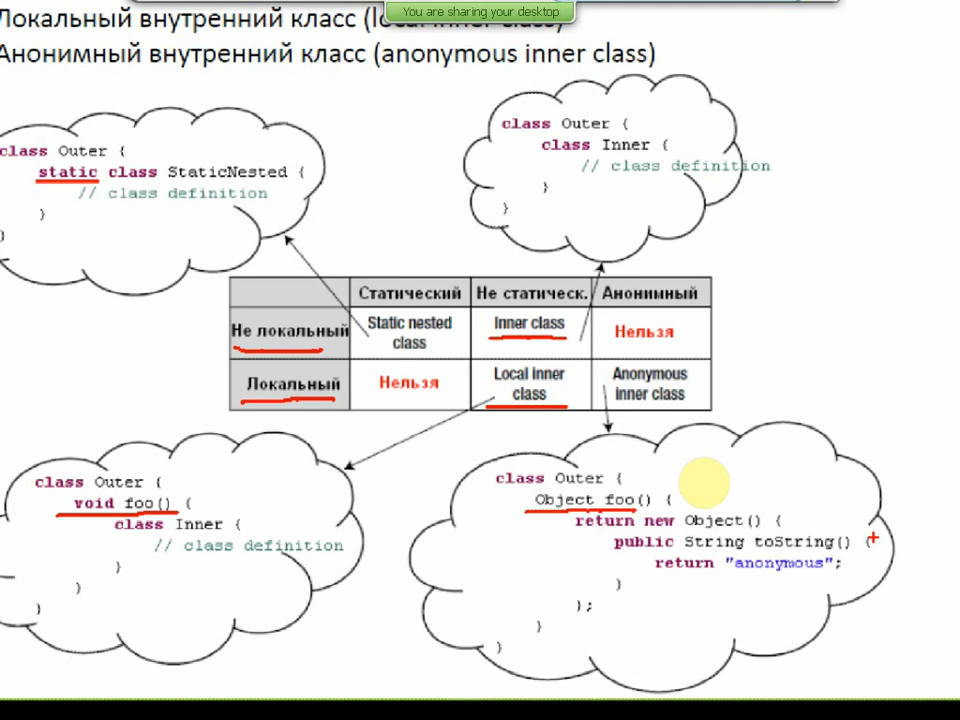 You are sharing your desktop
Локальный внутренний класс (local inner class)
Анонимный внутренний класс (anonymous inner class)
class Outer {
static class StaticNested {
// class definition
}
}
class Outer {
class Inner {
// class definition
}
}
Статический Не статическ. Анонимный
Не локальный Static nested class Inner class Нельзя
Локальный Нельзя Local inner class Anonymous inner class
class Outer {
void foo() {
class Inner {
// class definition
}
}
}
class Outer {
Object foo() {
return new Object() {
public String toString() {
return "anonymous";
}
};
}
}